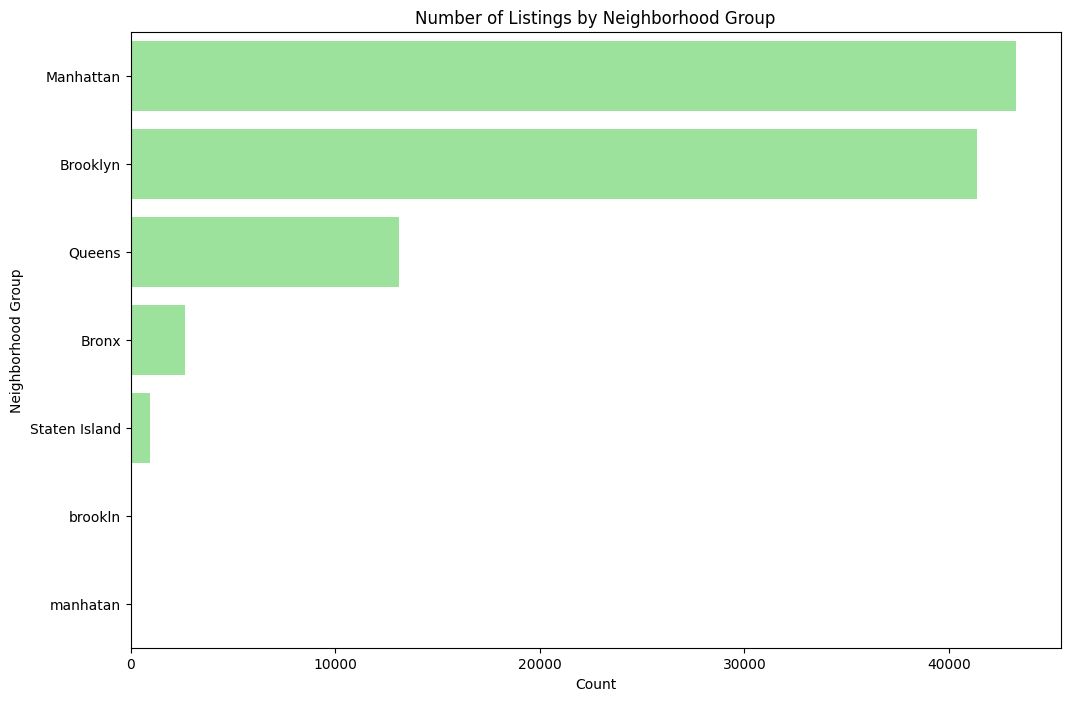 Number of Listings by Neighborhood Group
Manhattan
Brooklyn
Queens
Bronx
Staten Island
brookln
manhatan
Neighborhood Group
0 10000 20000 30000 40000
Count